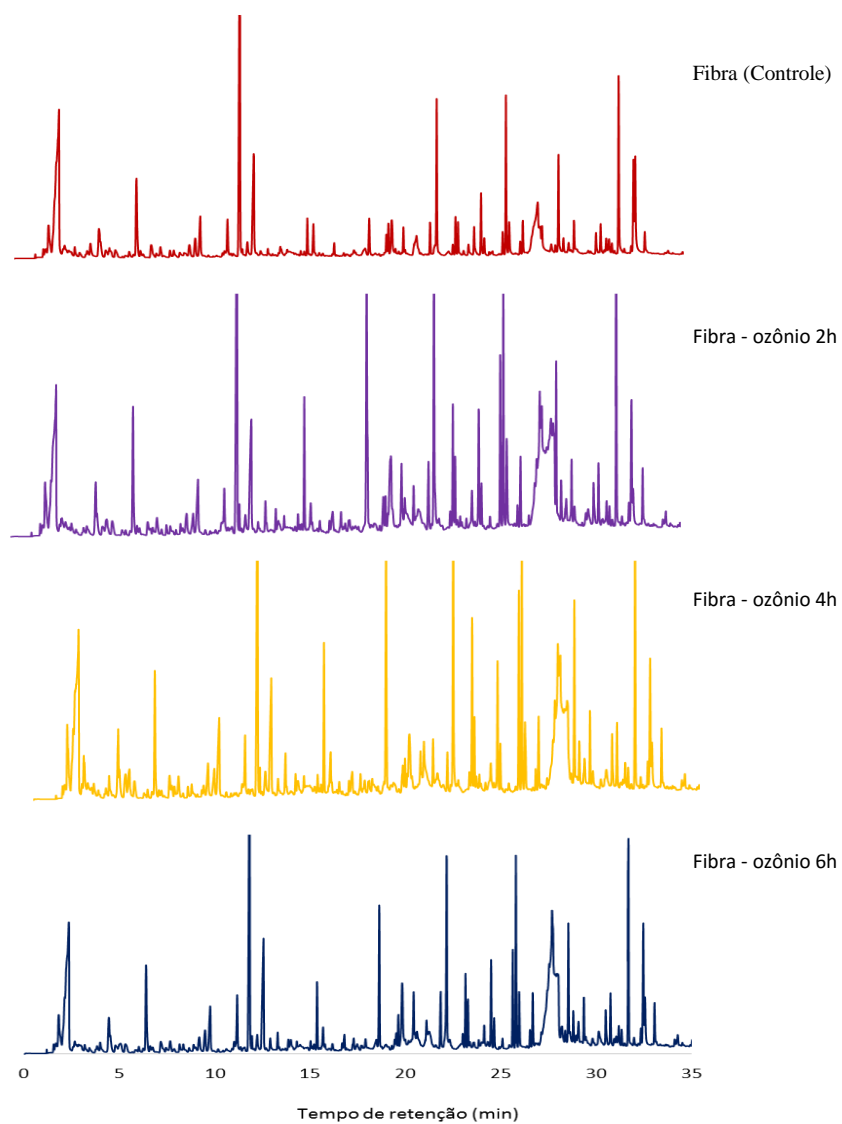 Fibra (Controle)
Fibra - ozônio 2h
Fibra - ozônio 4h
Fibra - ozônio 6h
0 5 10 15 20 25 30 35
Tempo de retenção (min)